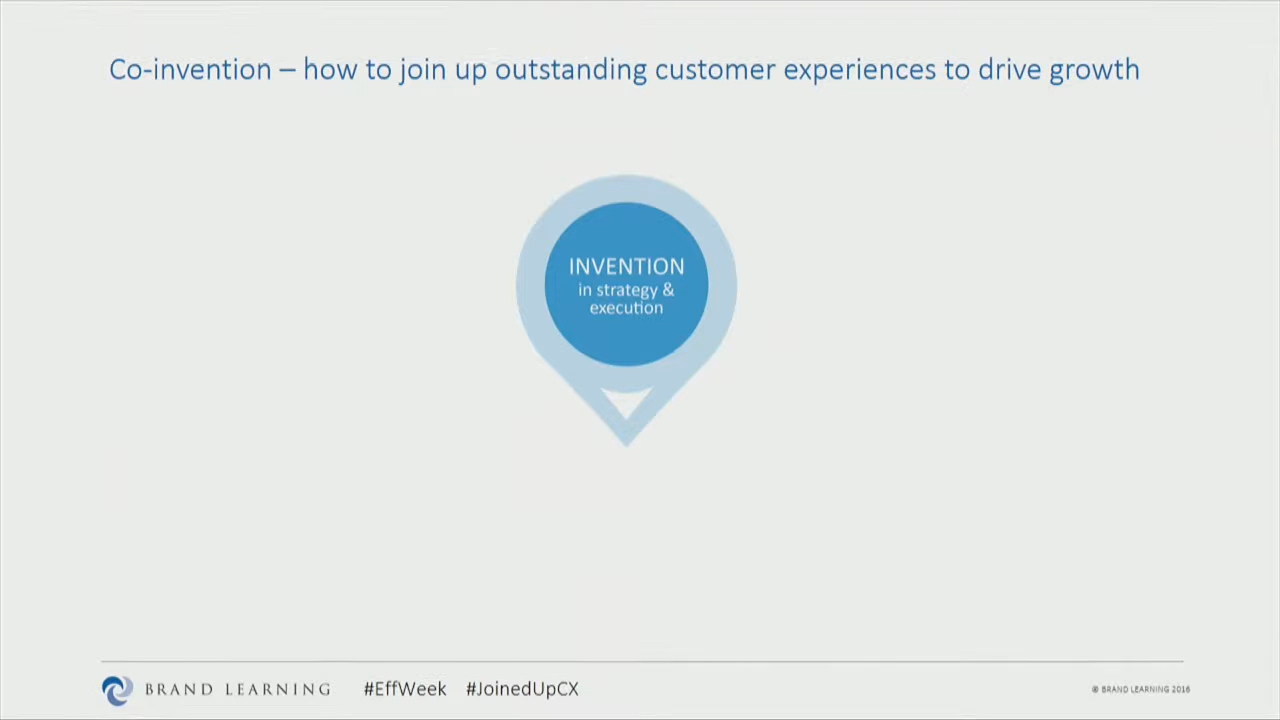 Co-invention – how to join up outstanding customer experiences to drive growth
INVENTION
in strategy &
execution
BRAND LEARNING #EffWeek #JoinedUpCX
© BRAND LEARNING 2016